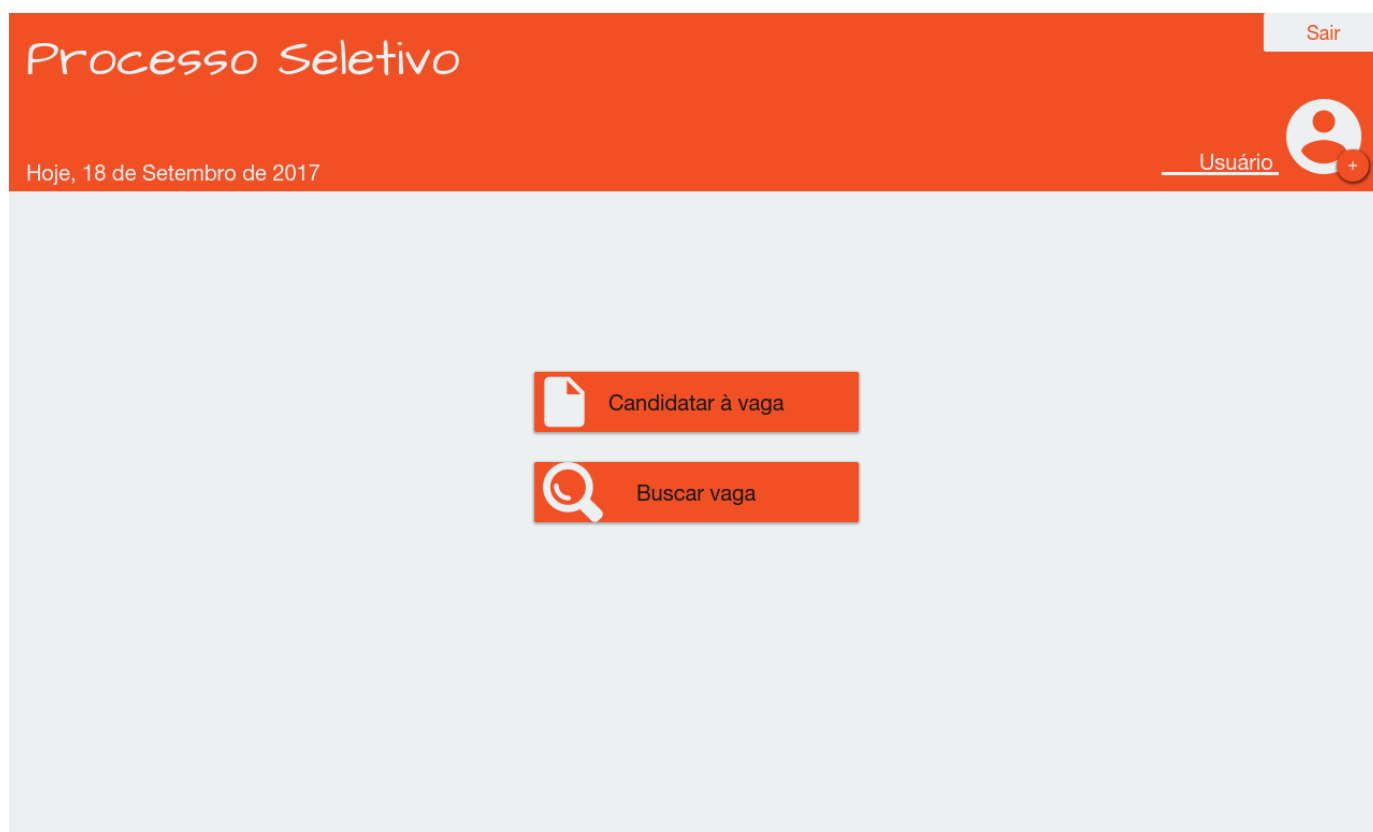 Sair
Processo Seletivo
Usuário
+
Hoje, 18 de Setembro de 2017
Candidatar à vaga
Buscar vaga